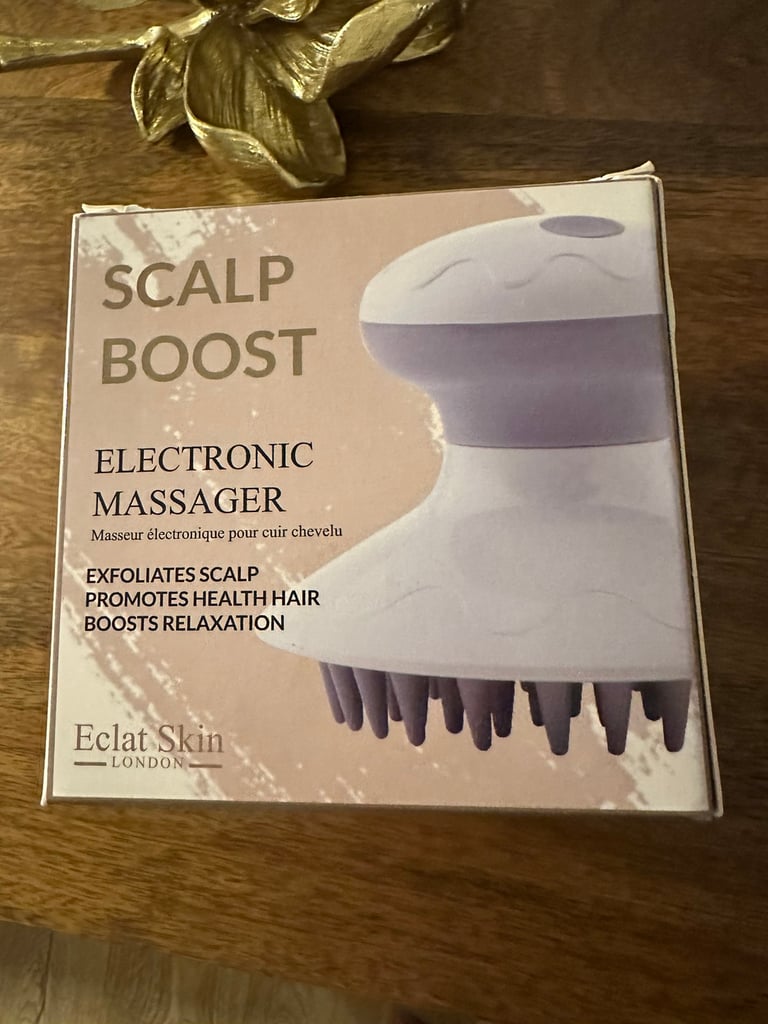 SCALP
BOOST
ELECTRONIC
MASSAGER
Masseur électronique pour cuir chevelu
EXFOLIATES SCALP
PROMOTES HEALTH HAIR
BOOSTS RELAXATION
Eclat Skin
LONDON